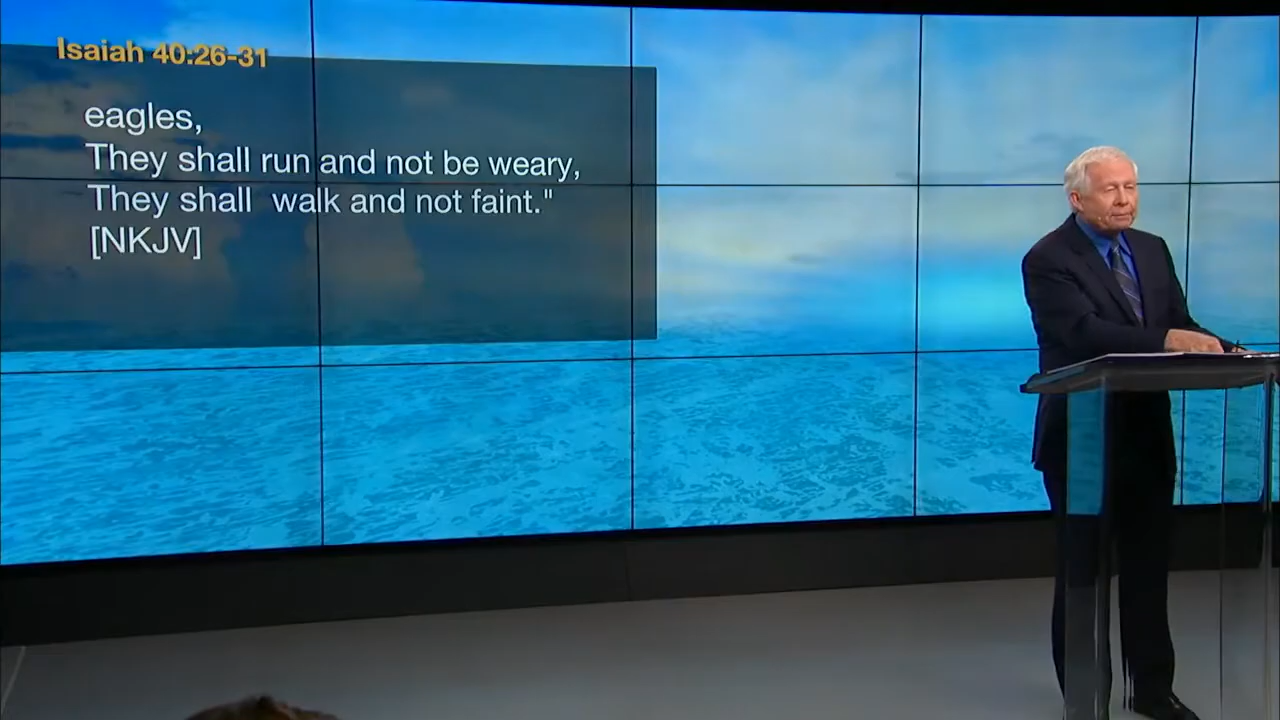 Isaiah 40:26-31
eagles,
They shall run and not be weary,
They shall  walk and not faint."
[NKJV]